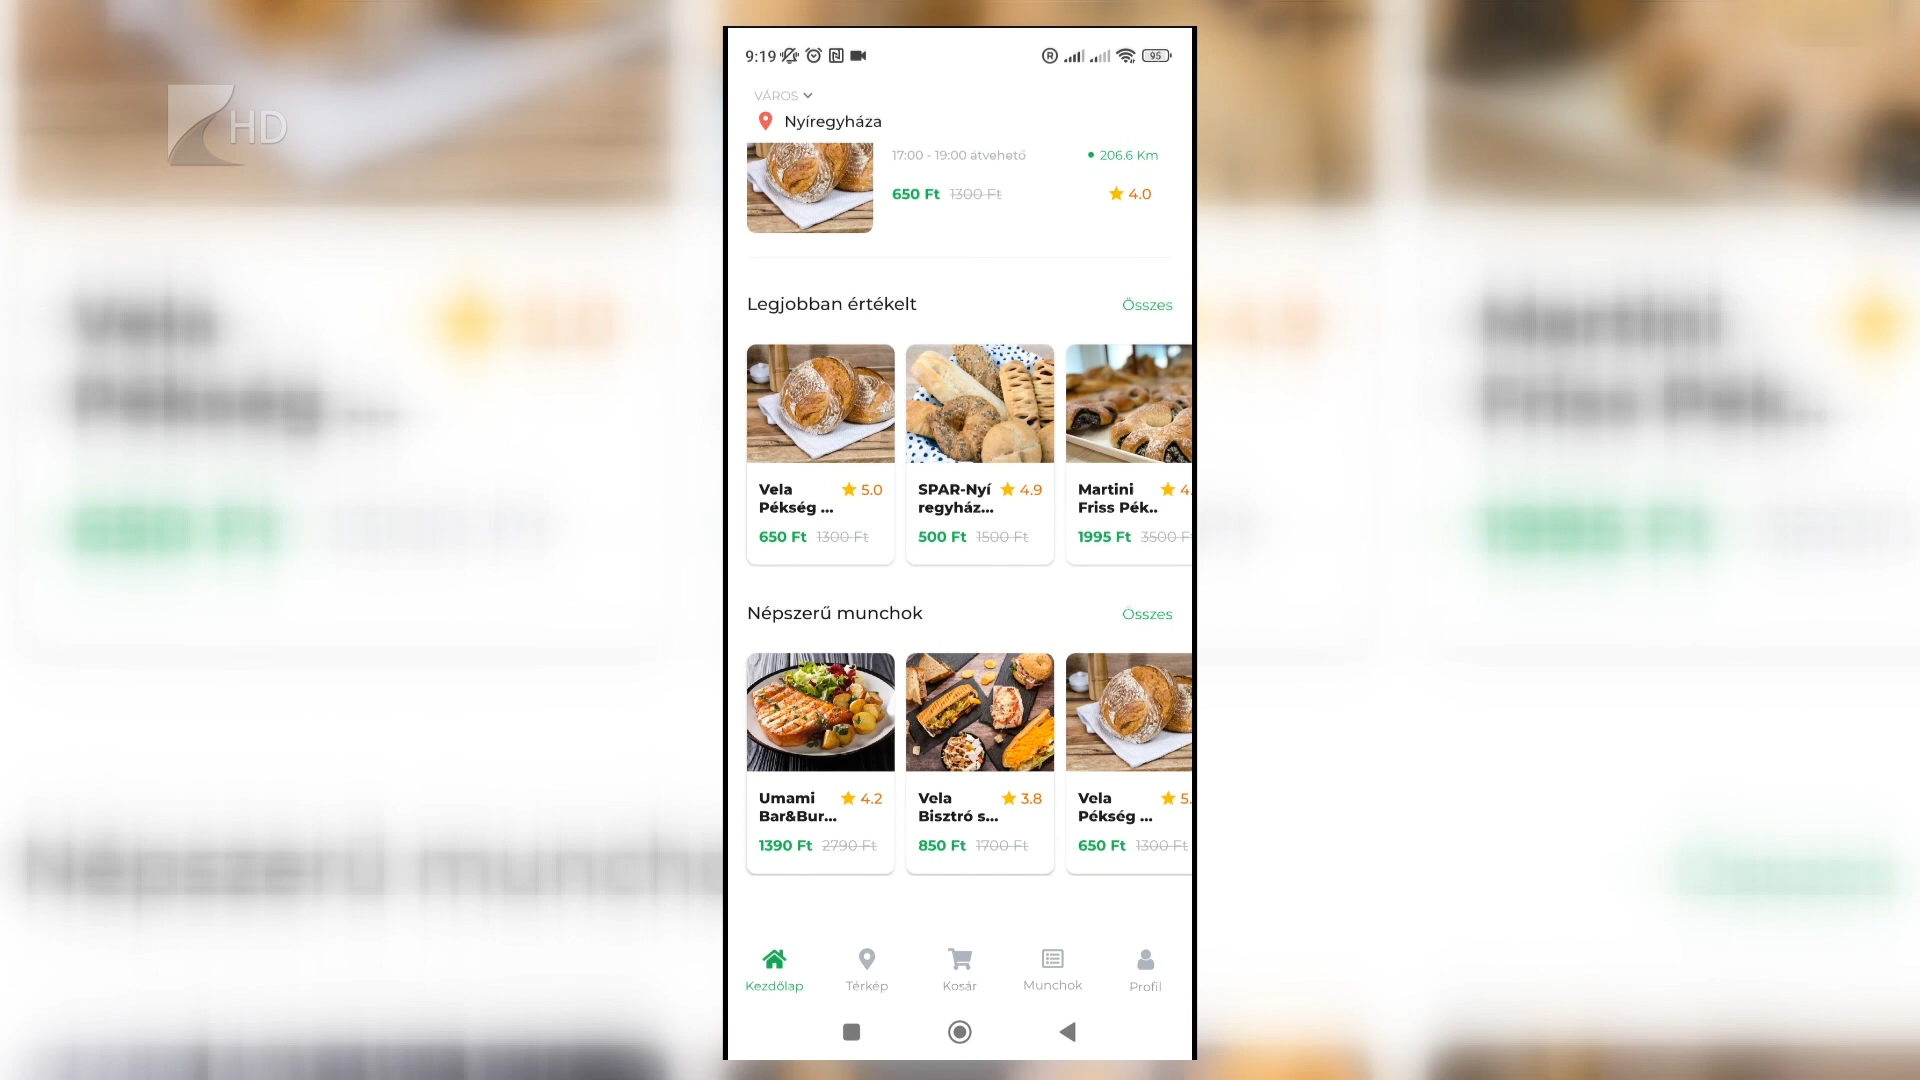 HD
9:19
95
VÁROS
Nyíregyháza
17:00 - 19:00 átvehető
206.6 Km
650 Ft 1300 Ft
4.0
Legjobban értékelt
Összes
Vela
Pékség ...
5.0
650 Ft 1300 Ft
SPAR-Nyí
regyház...
4.9
500 Ft 1500 Ft
Martini
Friss Pék..
4.
1995 Ft 3500 F
Népszerű munchok
Összes
Umami
Bar&Bur...
4.2
1390 Ft 2790 Ft
Vela
Bisztró s...
3.8
850 Ft 1700 Ft
Vela
Pékség ...
5.
650 Ft 1300 Ft
Kezdőlap
Térkép
Kosár
Munchok
Profil